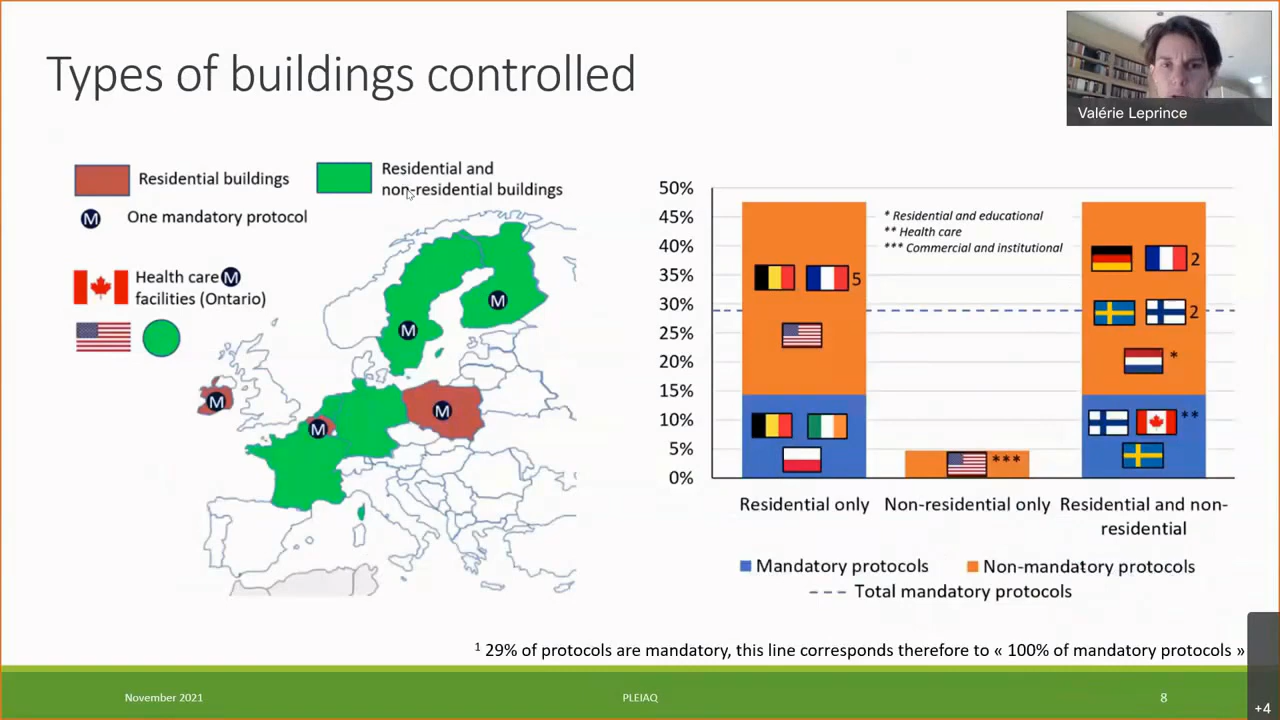 Types of buildings controlled
Valérie Leprince
Residential buildings
Residential and
non-residential buildings
M
One mandatory protocol
Health care M
facilities (Ontario)
M
M
M
M
M
50%
45%
40%
35%
30%
25%
20%
15%
10%
5%
0%
* Residential and educational
** Health care
*** Commercial and institutional
5
2
2
*
**
***
Residential only
Non-residential only
Residential and non-
residential
Mandatory protocols
Non-mandatory protocols
--- Total mandatory protocols
1 29% of protocols are mandatory, this line corresponds therefore to « 100% of mandatory protocols »
November 2021
PLEIAQ
8
+4